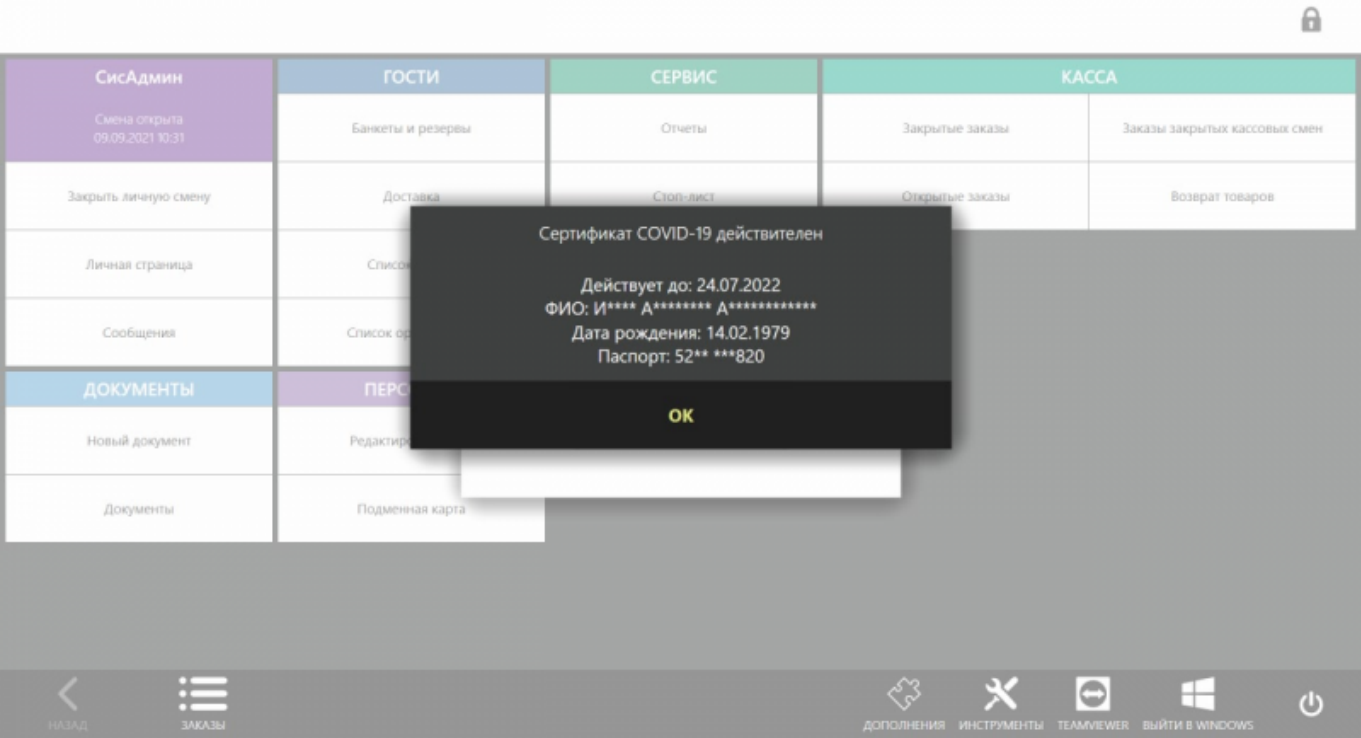 СисАдмин
Смена открыта
09.09.2021 10:31
Закрыть личную смену
Личная страница
Сообщения
ГОСТИ
Банкеты и резервы
Доставка
Список
Список ор
СЕРВИС
Отчеты
Стоп-лист
КАССА
Закрытые заказы
Заказы закрытых кассовых смен
Открытые заказы
Возврат товаров
Сертификат COVID-19 действителен
Действует до: 24.07.2022
ФИО: И**** А******** А************
Дата рождения: 14.02.1979
Паспорт: 52** ***820
OK
ДОКУМЕНТЫ
Новый документ
Документы
ПЕРСО
Редактиро
Подменная карта
НАЗАД
ЗАКАЗЫ
ДОПОЛНЕНИЯ
ИНСТРУМЕНТЫ
TEAMVIEWER
ВЫЙТИ В WINDOWS